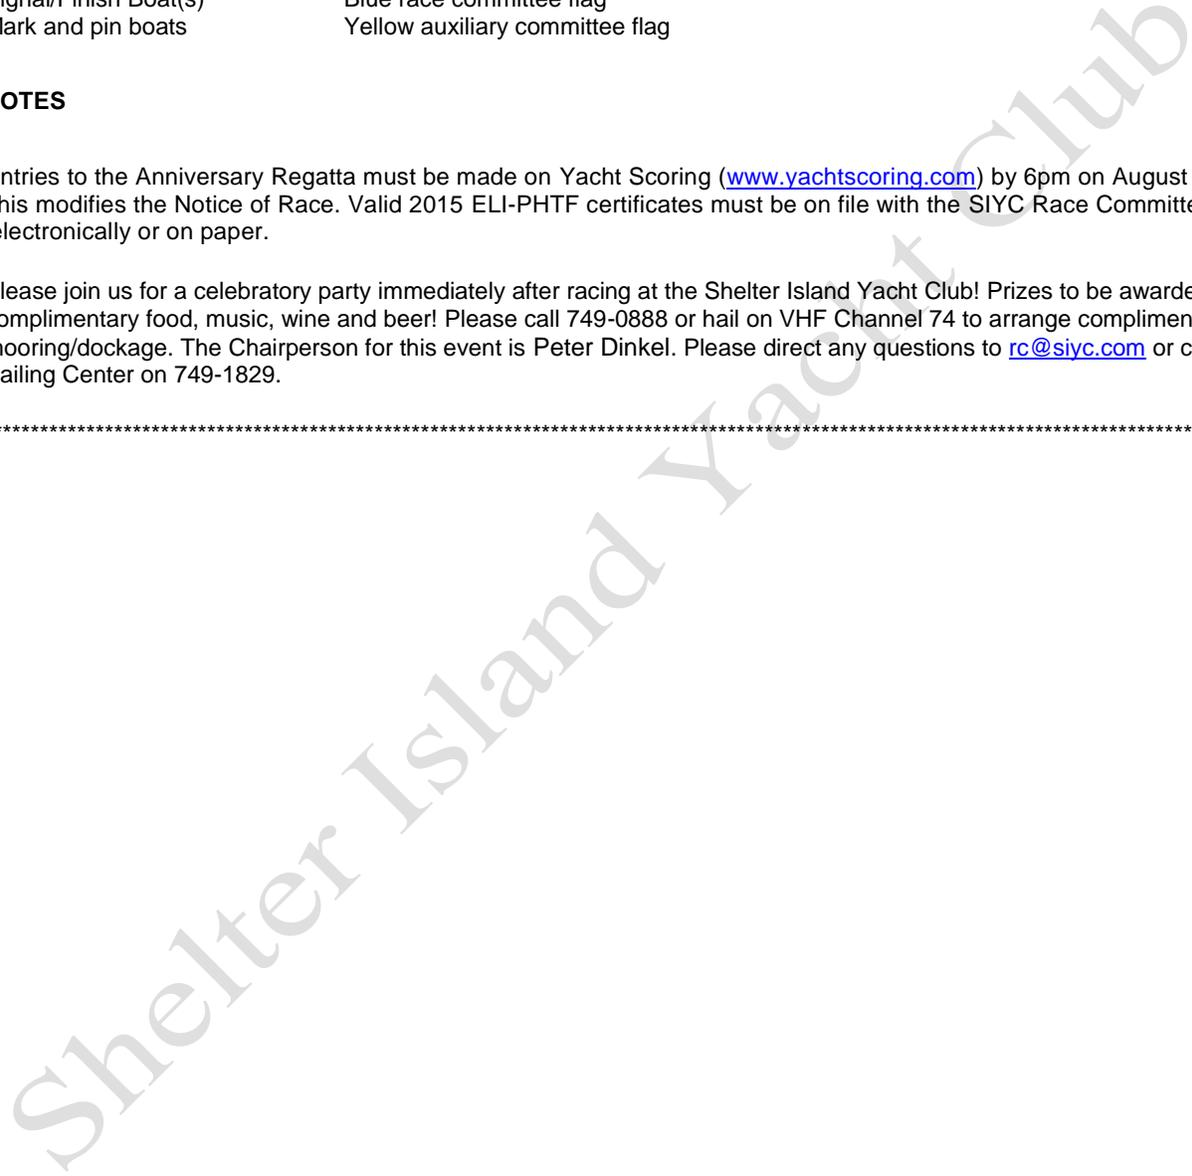 ignal/Finish Boat(s) Blue race committee flag
Mark and pin boats Yellow auxiliary committee flag
OTES
ntries to the Anniversary Regatta must be made on Yacht Scoring (www.yachtscoring.com) by 6pm on August
his modifies the Notice of Race. Valid 2015 ELI-PHTF certificates must be on file with the SIYC Race Committe
electronically or on paper.
lease join us for a celebratory party immediately after racing at the Shelter Island Yacht Club! Prizes to be awarde
omplimentary food, music, wine and beer! Please call 749-0888 or hail on VHF Channel 74 to arrange complimen
mooring/dockage. The Chairperson for this event is Peter Dinkel. Please direct any questions to rc@siyc.com or c
ailing Center on 749-1829.
****************************************************************************************************************************************************************
Shelter Island Yacht Club